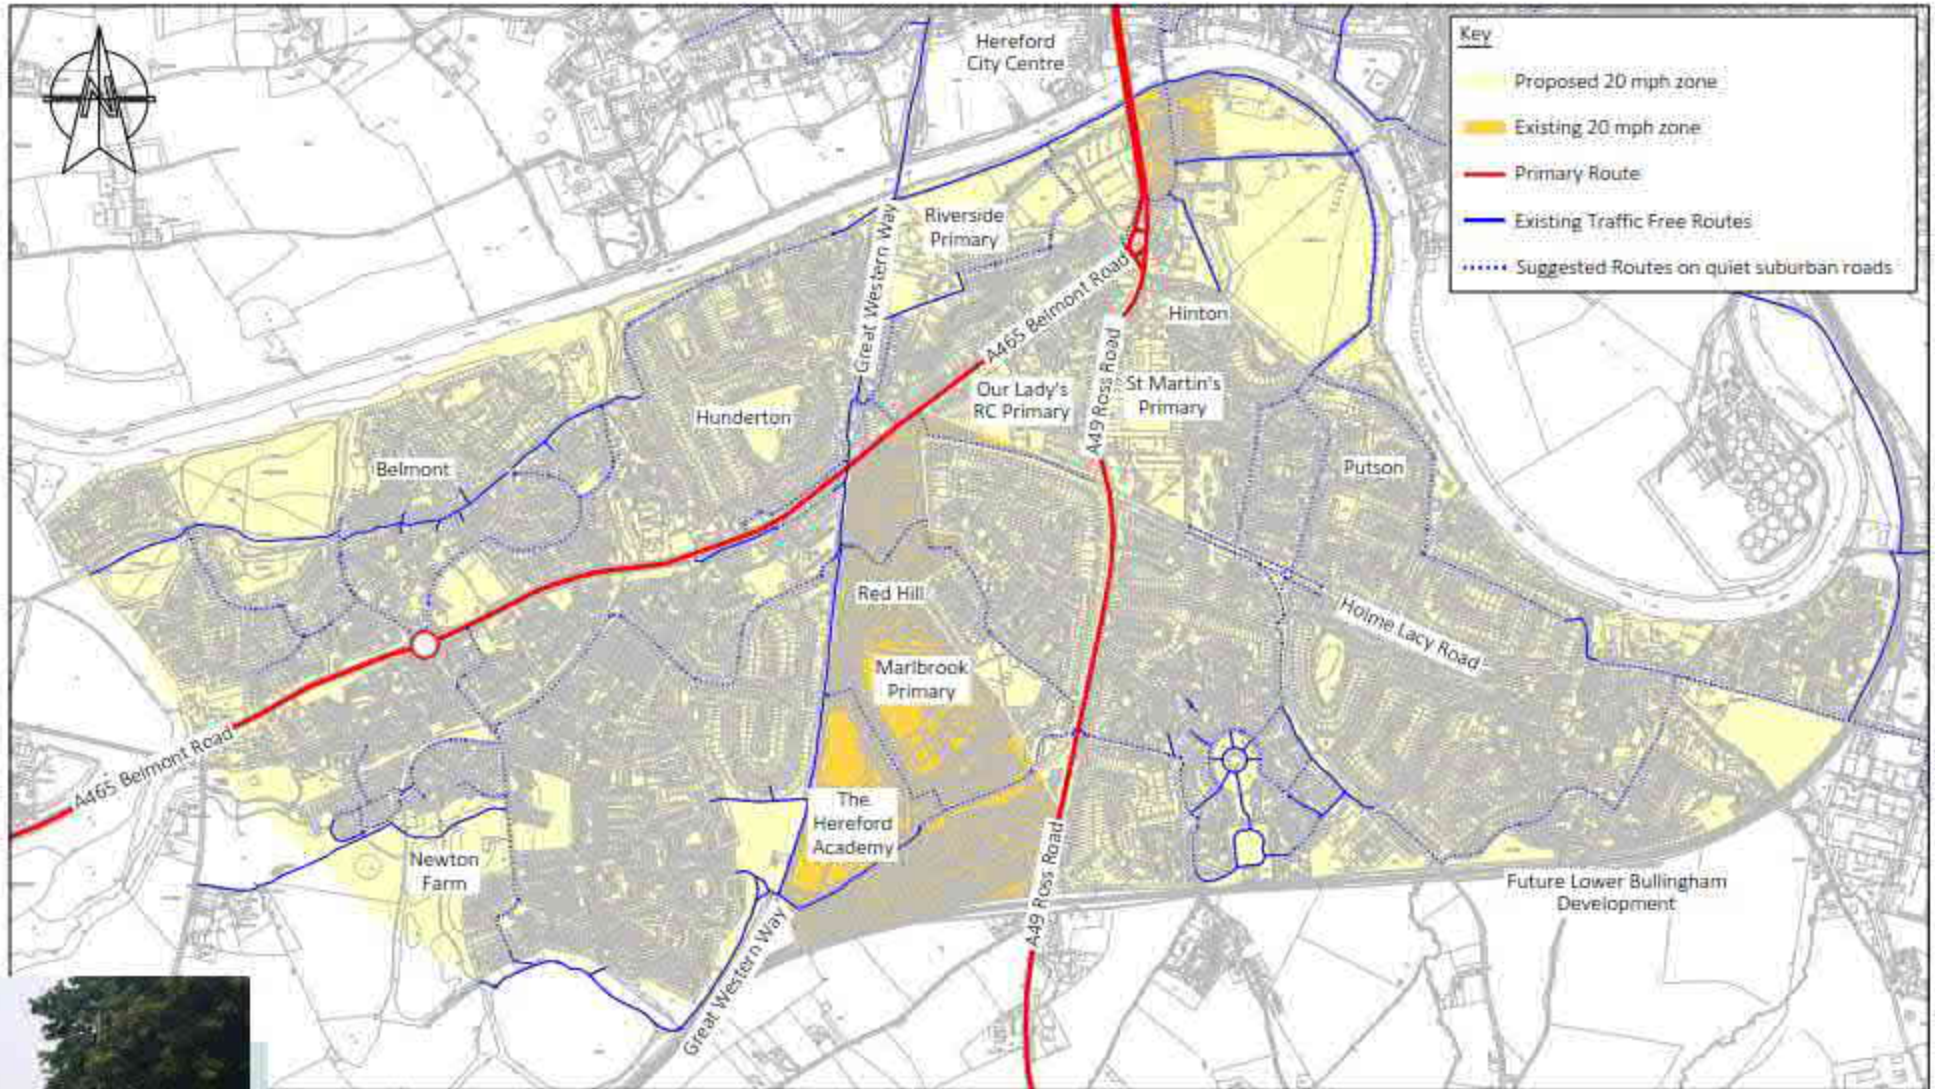 Key
Proposed 20 mph zone
Existing 20 mph zone
Primary Route
Existing Traffic Free Routes
Suggested Routes on quiet suburban roads
N
Hereford
City Centre
Riverside
Primary
Great Western Way
A465 Belmont Road
Hinton
A49 Ross Road
Our Lady's
RC Primary
St Martin's
Primary
Hunderton
Belmont
Putson
Red Hill
Holme Lacy Road
Marlbrook
Primary
A465 Belmont Road
The
Hereford
Academy
Newton
Farm
A49 Ross Road
Great Western Way
Future Lower Bullingham
Development